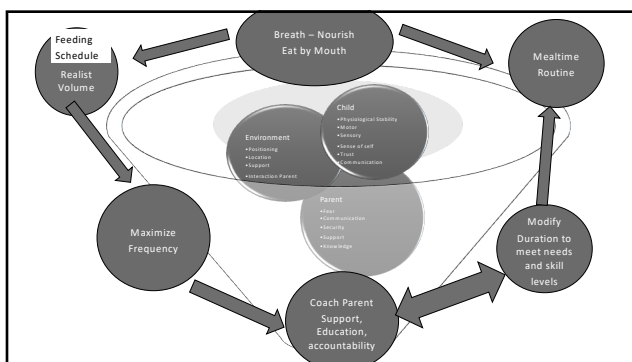 Breath – Nourish
Eat by Mouth
Feeding
Schedule
Realist
Volume
Mealtime
Routine
Child
•Physiological Stability
•Motor
•Sensory
•Sense of self
•Trust
•Communication
Environment
•Positioning
•Location
•Support
•Interaction Parent
Parent
•Fear
•Communication
•Security
•Support
•Knowledge
Maximize
Frequency
Modify
Duration to
meet needs
and skill
levels
Coach Parent
Support,
Education,
accountability